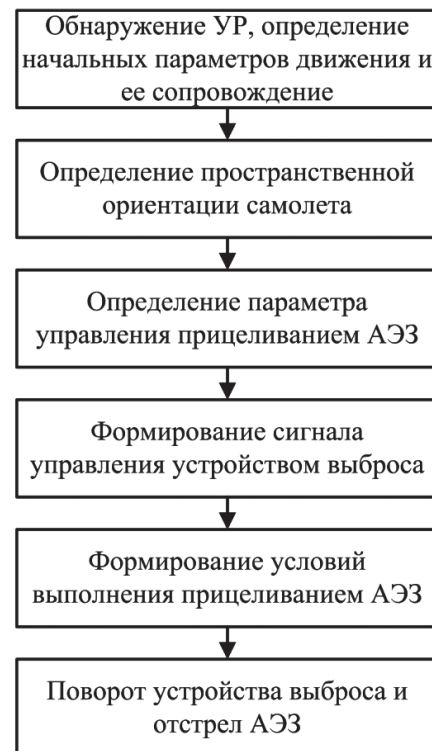 Обнаружение УР, определение
начальных параметров движения и
ее сопровождение
Определение пространственной
ориентации самолета
Определение параметра
управления прицеливанием АЭЗ
Формирование сигнала
управления устройством выброса
Формирование условий
выполнения прицеливанием АЭЗ
Поворот устройства выброса и
отстрел АЭЗ